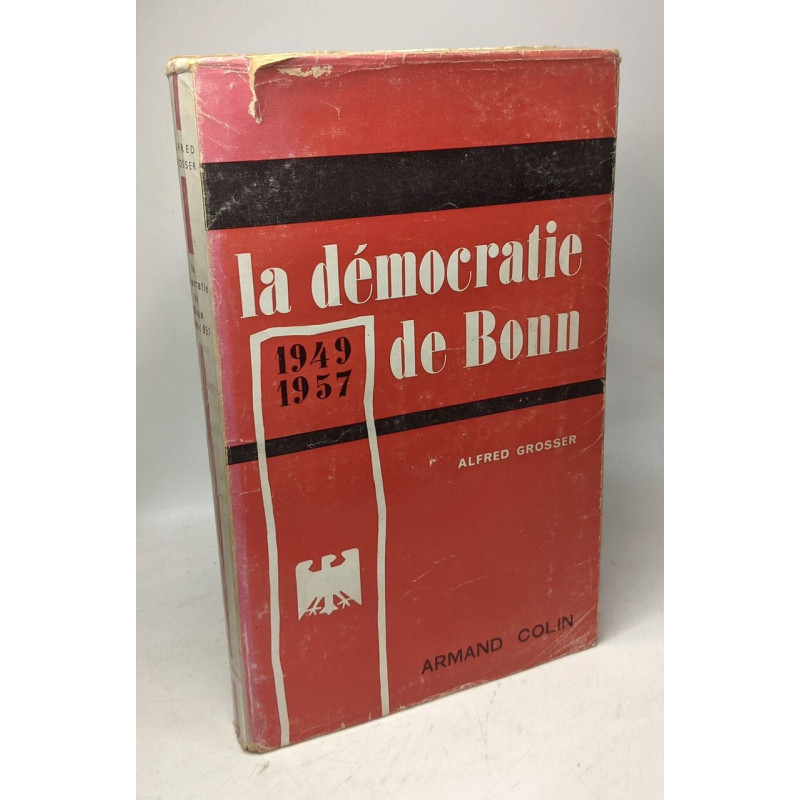 la démocratie
de Bonn
1949
1957
ALFRED GROSSER
ARMAND COLIN